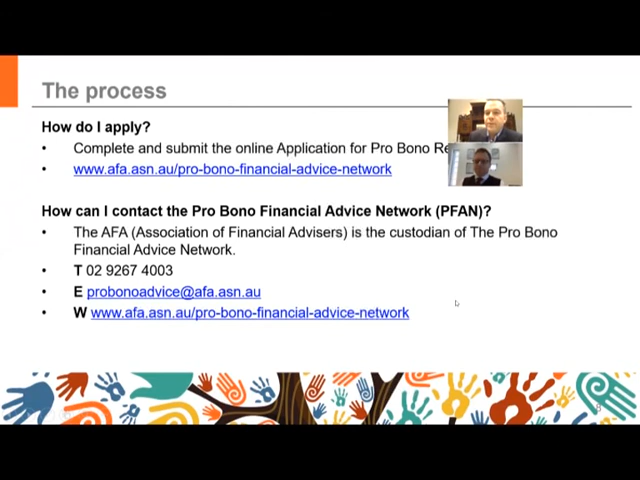 The process
How do I apply?
• Complete and submit the online Application for Pro Bono
• www.afa.asn.au/pro-bono-financial-advice-network
How can I contact the Pro Bono Financial Advice Network (PFAN)?
• The AFA (Association of Financial Advisers) is the custodian of The Pro Bono
Financial Advice Network.
• T 02 9267 4003
• E probonoadvice@afa.asn.au
• W www.afa.asn.au/pro-bono-financial-advice-network